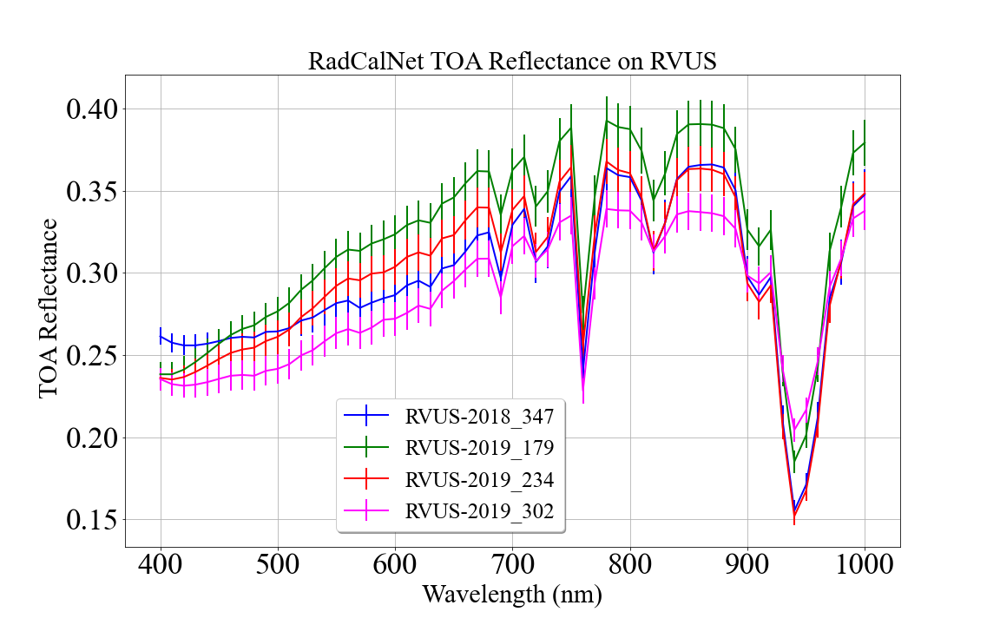 RadCalNet TOA Reflectance on RVUS
TOA Reflectance
0.40
0.35
0.30
0.25
0.20
0.15
RVUS-2018_347
RVUS-2019_179
RVUS-2019_234
RVUS-2019_302
400 500 600 700 800 900 1000
Wavelength (nm)